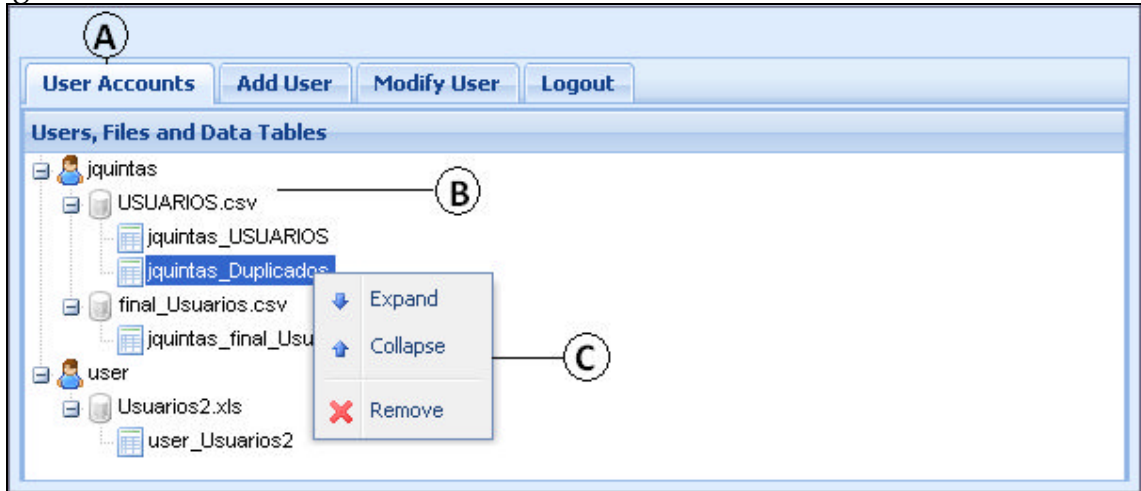 A
User Accounts Add User Modify User Logout
Users, Files and Data Tables
jquintas
B
USUARIOS.csv
jquintas_USUARIOS
jquintas_Duplicados
final_Usuarios.csv Expand
jquintas_final_Usu Collapse
C
user
Usuarios2.xls Remove
user_Usuarios2